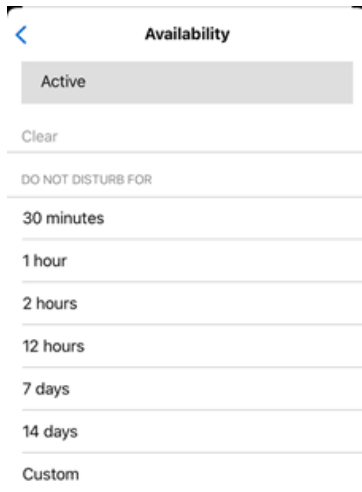 Availability
Active
Clear
DO NOT DISTURB FOR
30 minutes
1 hour
2 hours
12 hours
7 days
14 days
Custom